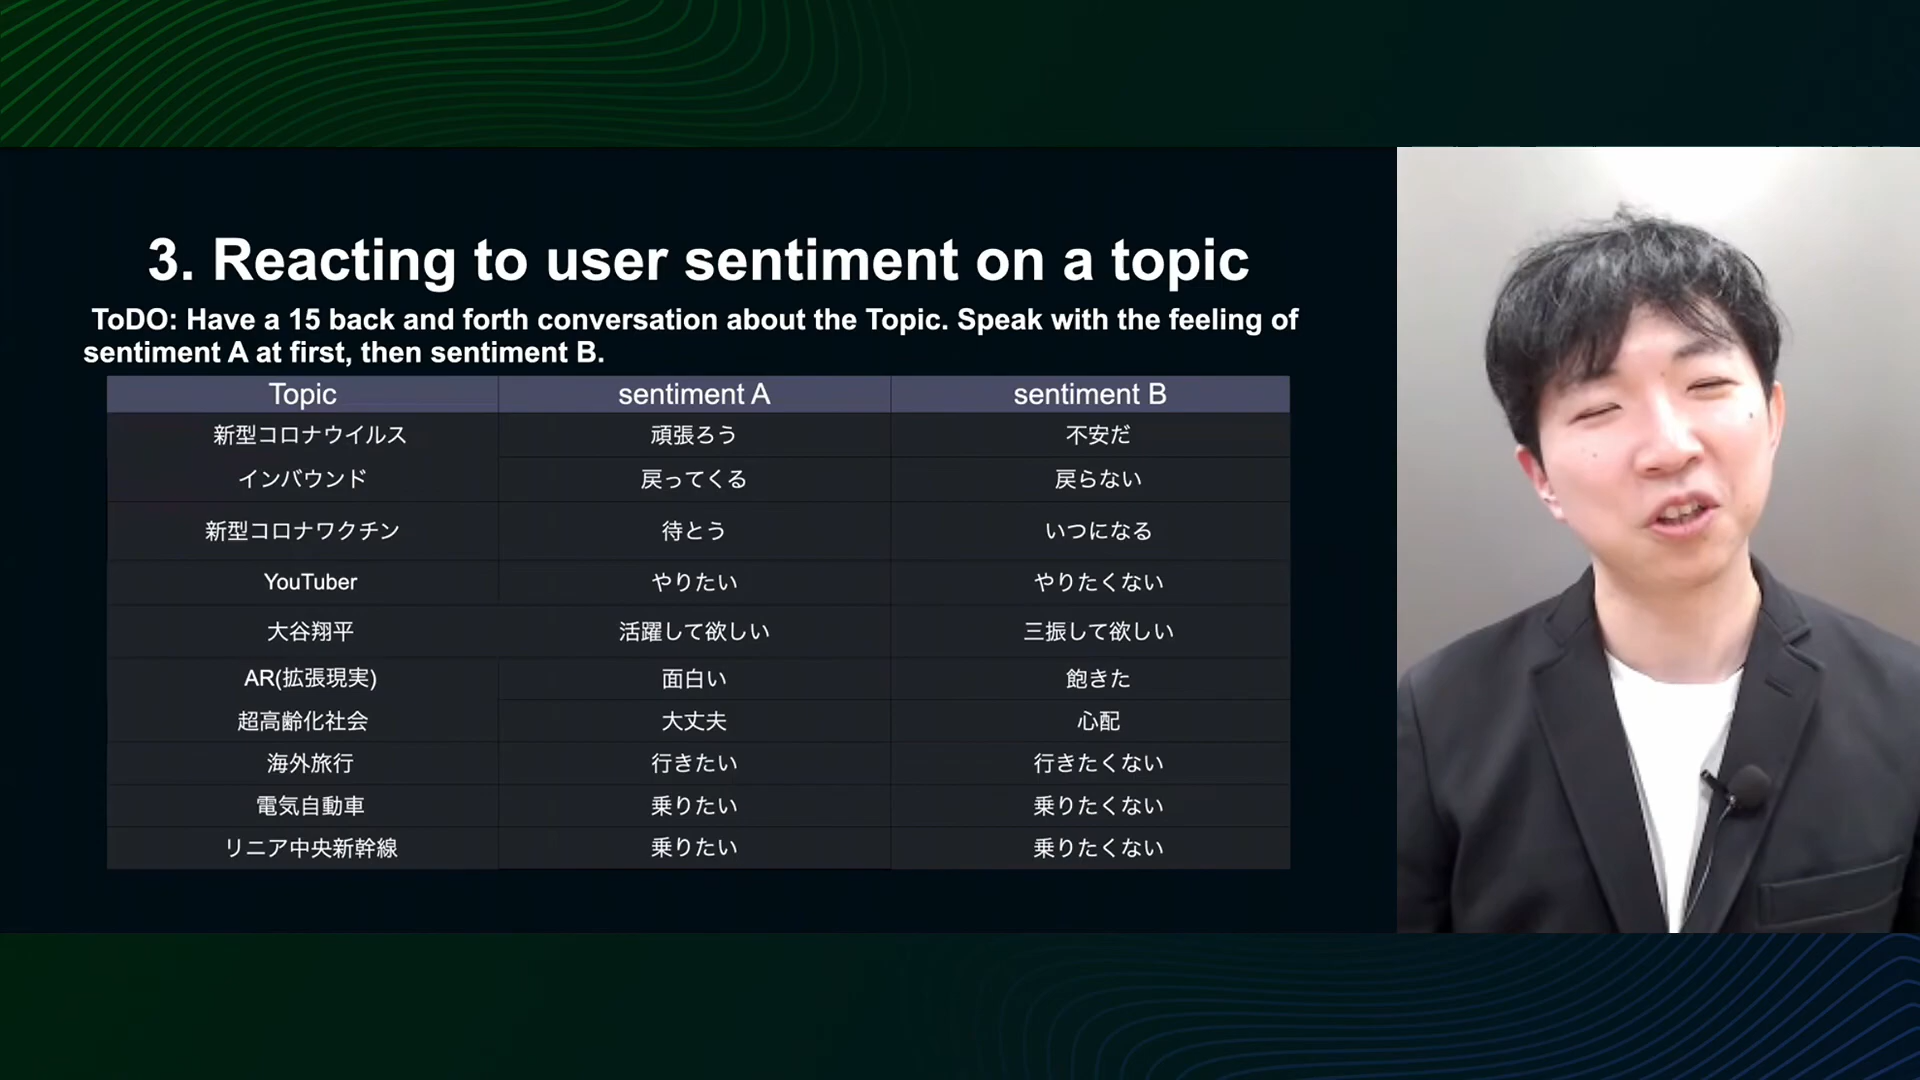 3. Reacting to user sentiment on a topic
ToDO: Have a 15 back and forth conversation about the Topic. Speak with the feeling of
sentiment A at first, then sentiment B.
Topic sentiment A sentiment B
新型コロナウイルス 頑張ろう 不安だ
インバウンド 戻ってくる 戻らない
新型コロナワクチン 待とう いつになる
YouTuber やりたい やりたくない
大谷翔平 活躍して欲しい 三振して欲しい
AR(拡張現実) 面白い 飽きた
超高齢化社会 大丈夫 心配
海外旅行 行きたい 行きたくない
電気自動車 乗りたい 乗りたくない
リニア中央新幹線 乗りたい 乗りたくない